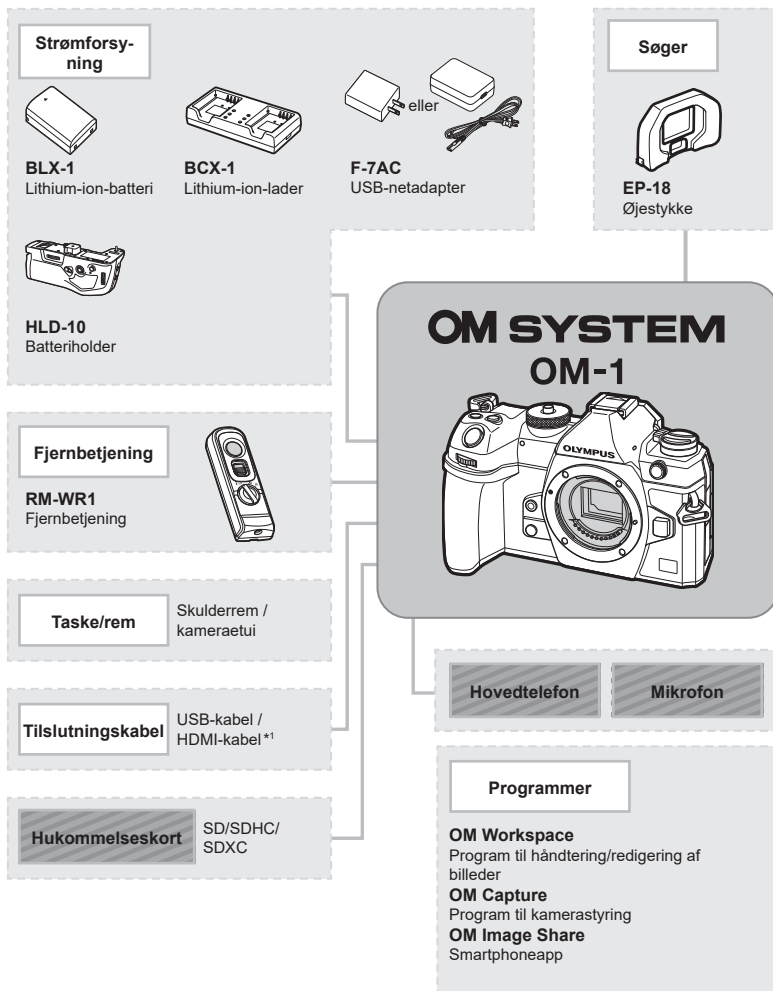 Strømforsy-
ning
eller
BLX-1
Lithium-ion-batteri
BCX-1
Lithium-ion-lader
F-7AC
USB-netadapter
HLD-10
Batteriholder
Søger
EP-18
Øjestykke
OM SYSTEM
OM-1
OLYMPUS
Fjernbetjening
RM-WR1
Fjernbetjening
Taske/rem
Skulderrem /
kameraetui
Tilslutningskabel
USB-kabel /
HDMI-kabel *1
Hukommelseskort
SD/SDHC/
SDXC
Hovedtelefon
Mikrofon
Programmer
OM Workspace
Program til håndtering/redigering af
billeder
OM Capture
Program til kamerastyring
OM Image Share
Smartphoneapp